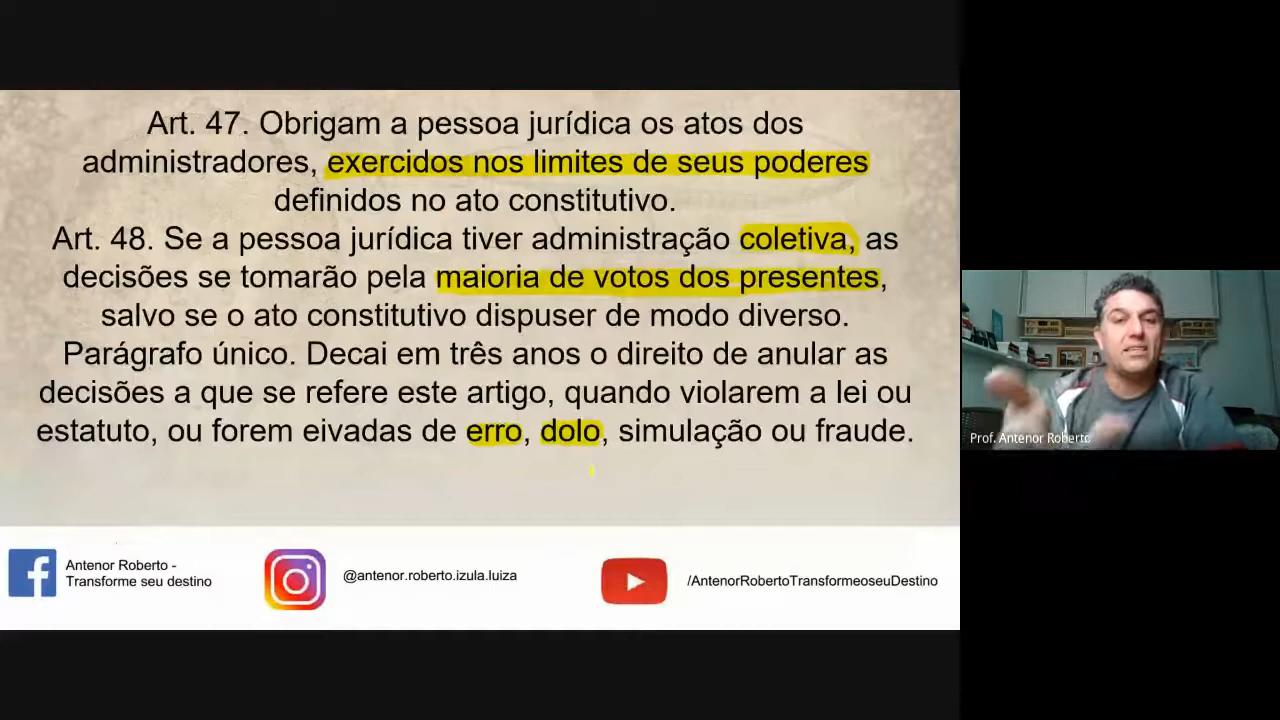 Art. 47. Obrigam a pessoa jurídica os atos dos
administradores, exercidos nos limites de seus poderes
definidos no ato constitutivo.
Art. 48. Se a pessoa jurídica tiver administração coletiva, as
decisões se tomarão pela maioria de votos dos presentes,
salvo se o ato constitutivo dispuser de modo diverso.
Parágrafo único. Decai em três anos o direito de anular as
decisões a que se refere este artigo, quando violarem a lei ou
estatuto, ou forem eivadas de erro, dolo, simulação ou fraude.
Prof. Antenor Roberto
Antenor Roberto -
Transforme seu destino
@antenor.roberto.izula.luiza
/AntenorRobertoTransformeoseuDestino